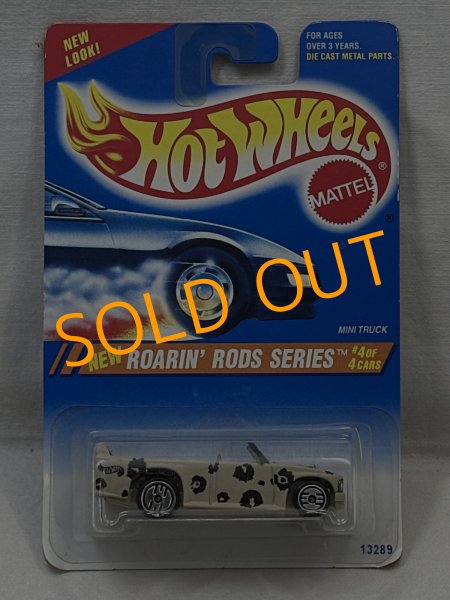 NEW
LOOK!
FOR AGES
OVER 3 YEARS.
DIE CAST METAL PARTS.
HOT WHEELS
MATTEL
®
SOLD OUT
MINI TRUCK
NEW ROARIN' RODS SERIES™ #4 OF
4 CARS
13289